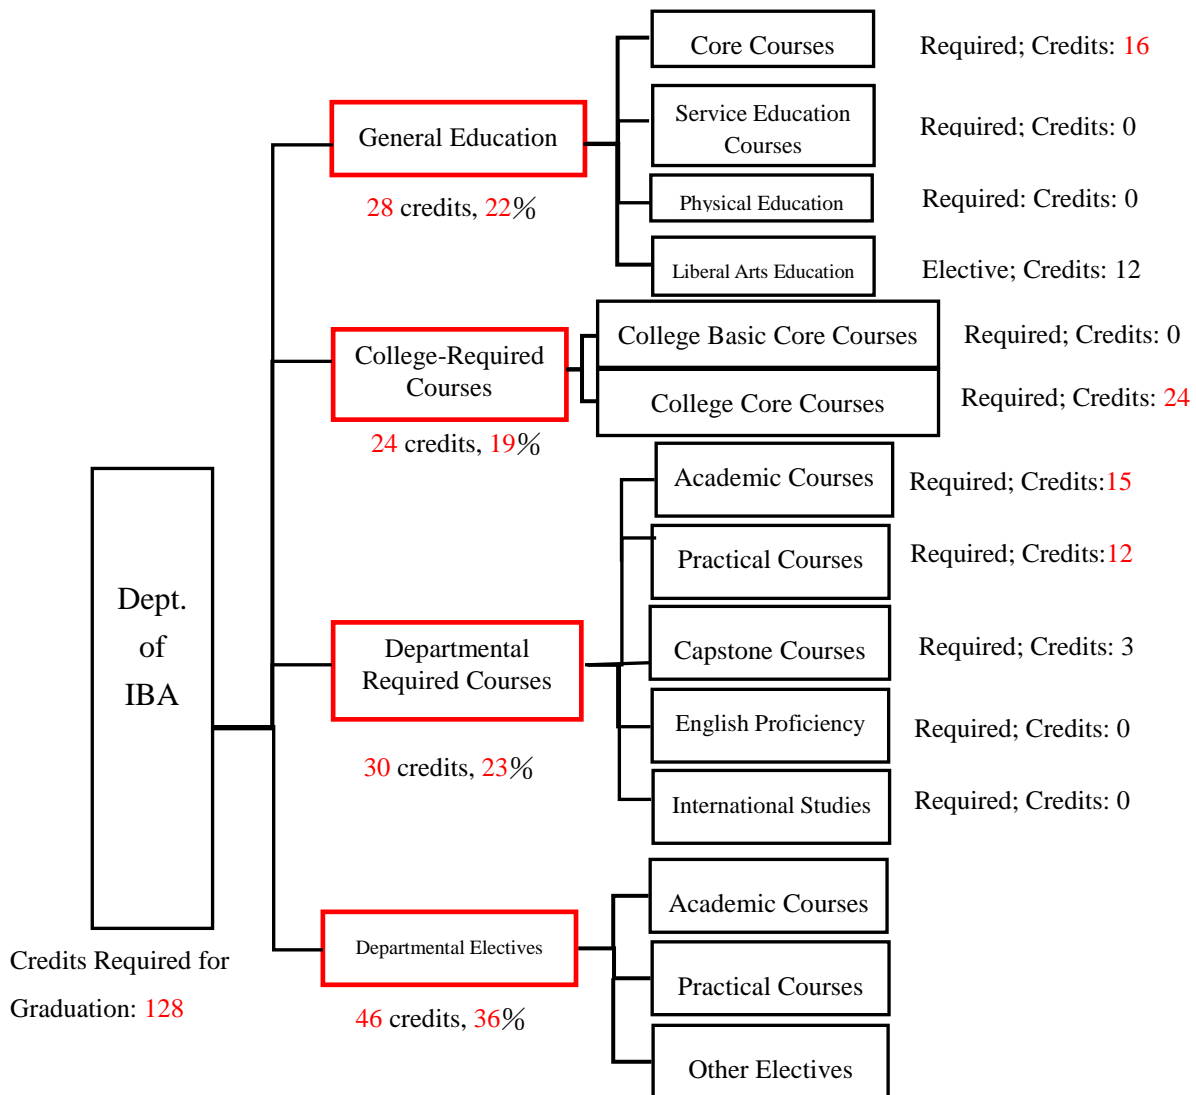 Core Courses
Required; Credits: 16
Service Education
Courses
Required; Credits: 0
General Education
28 credits, 22%
Physical Education
Required: Credits: 0
Liberal Arts Education
Elective; Credits: 12
College-Required
Courses
24 credits, 19%
College Basic Core Courses
Required; Credits: 0
College Core Courses
Required; Credits: 24
Academic Courses
Required; Credits:15
Practical Courses
Required; Credits:12
Dept.
of
IBA
Departmental
Required Courses
30 credits, 23%
Capstone Courses
Required; Credits: 3
English Proficiency
Required; Credits: 0
International Studies
Required; Credits: 0
Credits Required for
Graduation: 128
Departmental Electives
46 credits, 36%
Academic Courses
Practical Courses
Other Electives